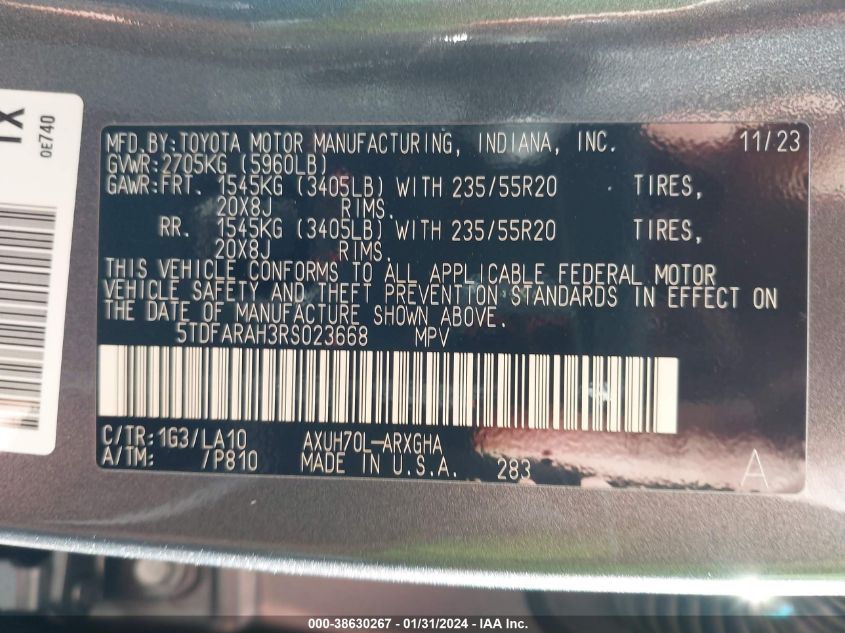 1X
0E740
MFD.BY:TOYOTA MOTOR MANUFACTURING, INDIANA, INC. 11/23
GVWR:2705KG (5960LB)
GAWR:FRT. 1545KG (3405LB) WITH 235/55R20 TIRES,
20X8J RIMS.
RR. 1545KG (3405LB) WITH 235/55R20 TIRES,
20X8J RIMS.
THIS VEHICLE CONFORMS TO ALL APPLICABLE FEDERAL MOTOR
VEHICLE SAFETY AND THEFT PREVENTION STANDARDS IN EFFECT ON
THE DATE OF MANUFACTURE SHOWN ABOVE.
5TDFARAH3RS023668 MPV
C/TR:1G3/LA10 AXUH70L-ARXGHA
A/TM: /P810 MADE IN U.S.A. 283 A
000-38630267 - 01/31/2024 - IAA Inc.